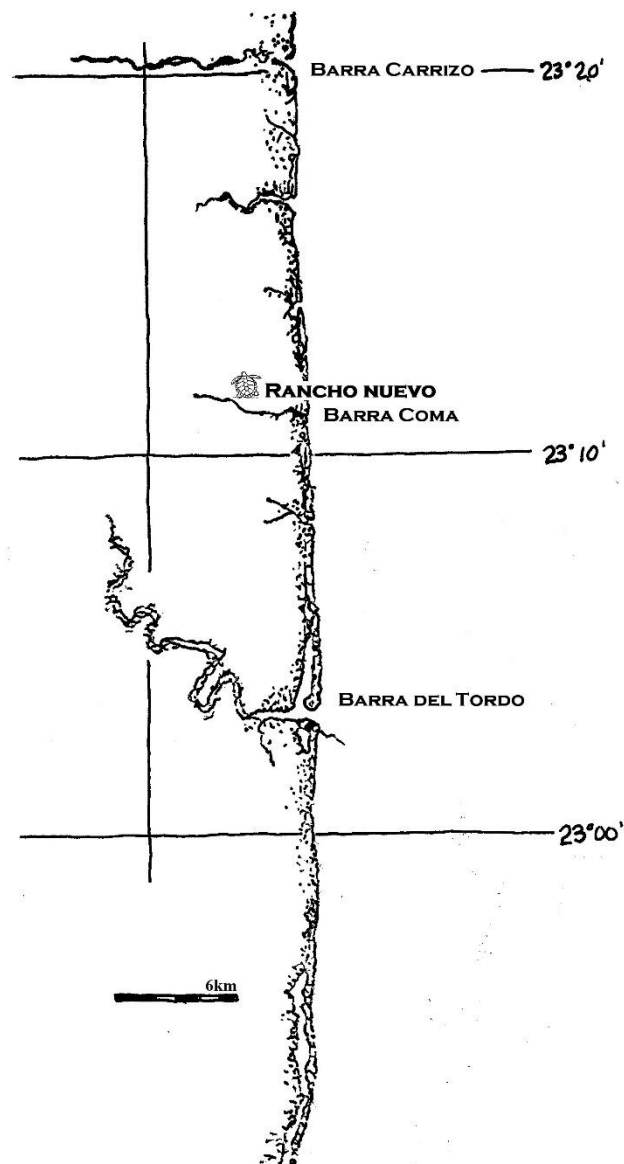 BARRA CARRIZO 23°20'
RANCHO NUEVO
BARRA COMA
23°10'
BARRA DEL TORDO
23°00'
6km